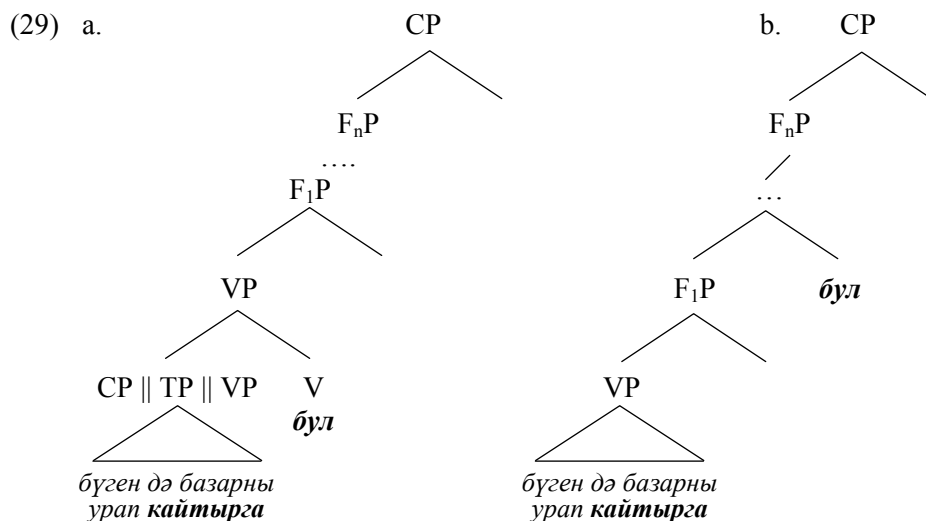 (29) a. CP b. CP
FnP FnP
....
F1P …
VP F1P бул
CP || TP || VP V VP
бул
бүген дә базарны бүген дә базарны
урап кайтырга урап кайтырга